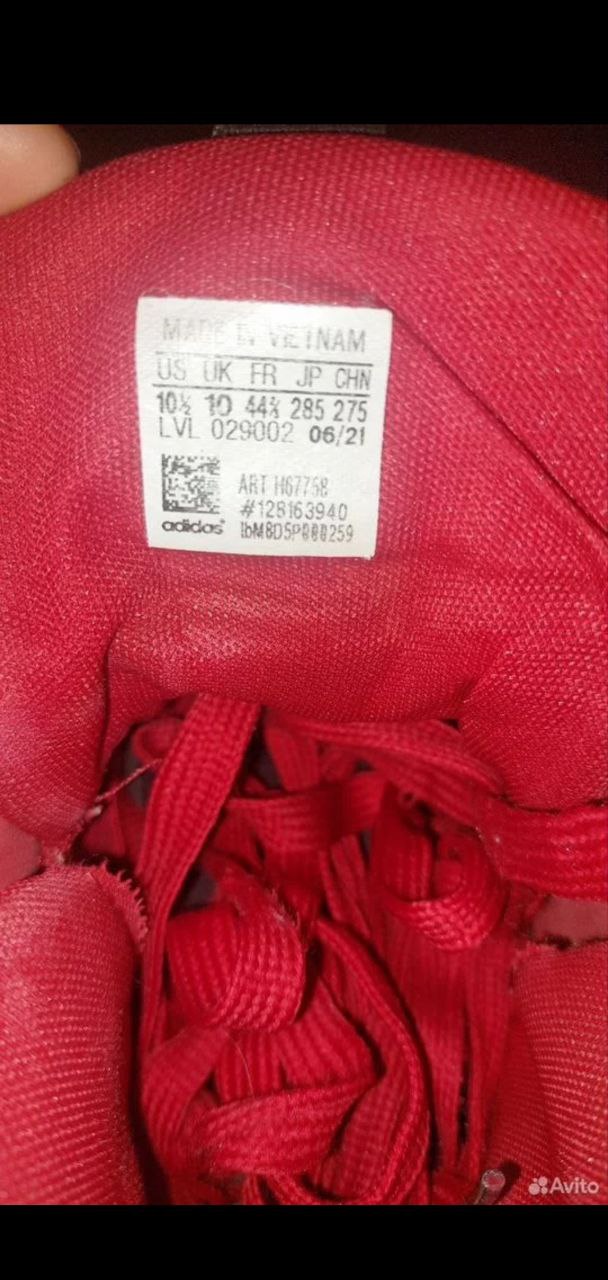 MADE IN VIETNAM
US UK FR JP CHN
10½ 10 44⅔ 285 275
LVL 029002 06/21
ART H67758
#128163940
adidas
Avito